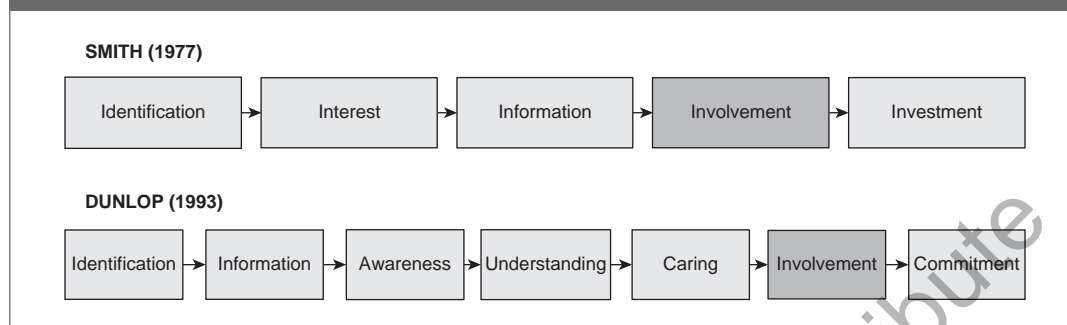 SMITH (1977)
Identification Interest Information Involvement Investment
DUNLOP (1993)
Identification Information Awareness Understanding Caring Involvement Commitment